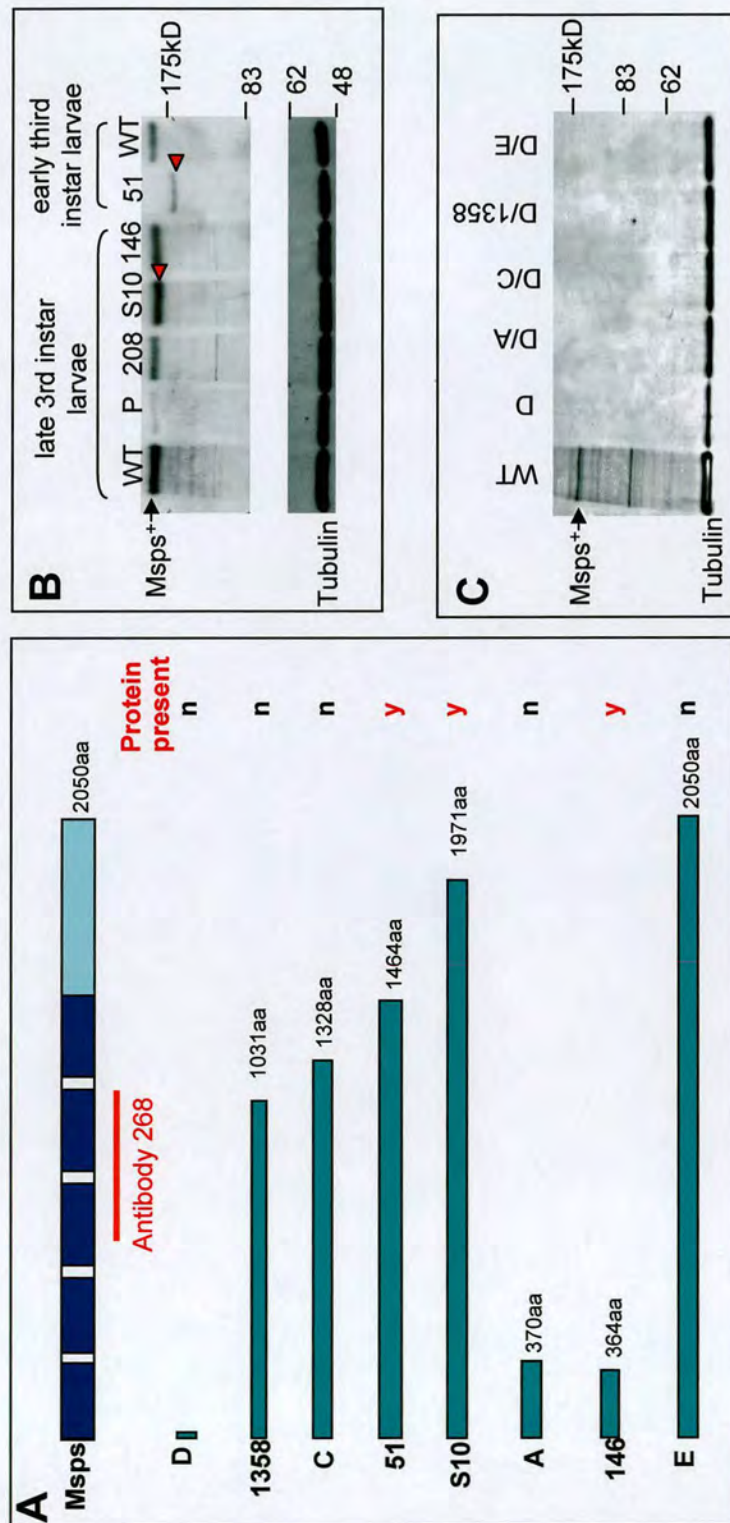 A
Msps
2050aa
Antibody 268
Protein
present
D
n
1358
1031aa
n
C
1328aa
n
51
1464aa
y
S10
1971aa
y
A
370aa
n
146
364aa
y
E
2050aa
n
B
late 3rd instar
larvae
early third
instar larvae
WT P 208 S10 146 51 WT
Msps+
175kD
83
62
48
Tubulin
C
WT D D/A D/C D/1358 D/E
Msps+
175kD
83
62
Tubulin